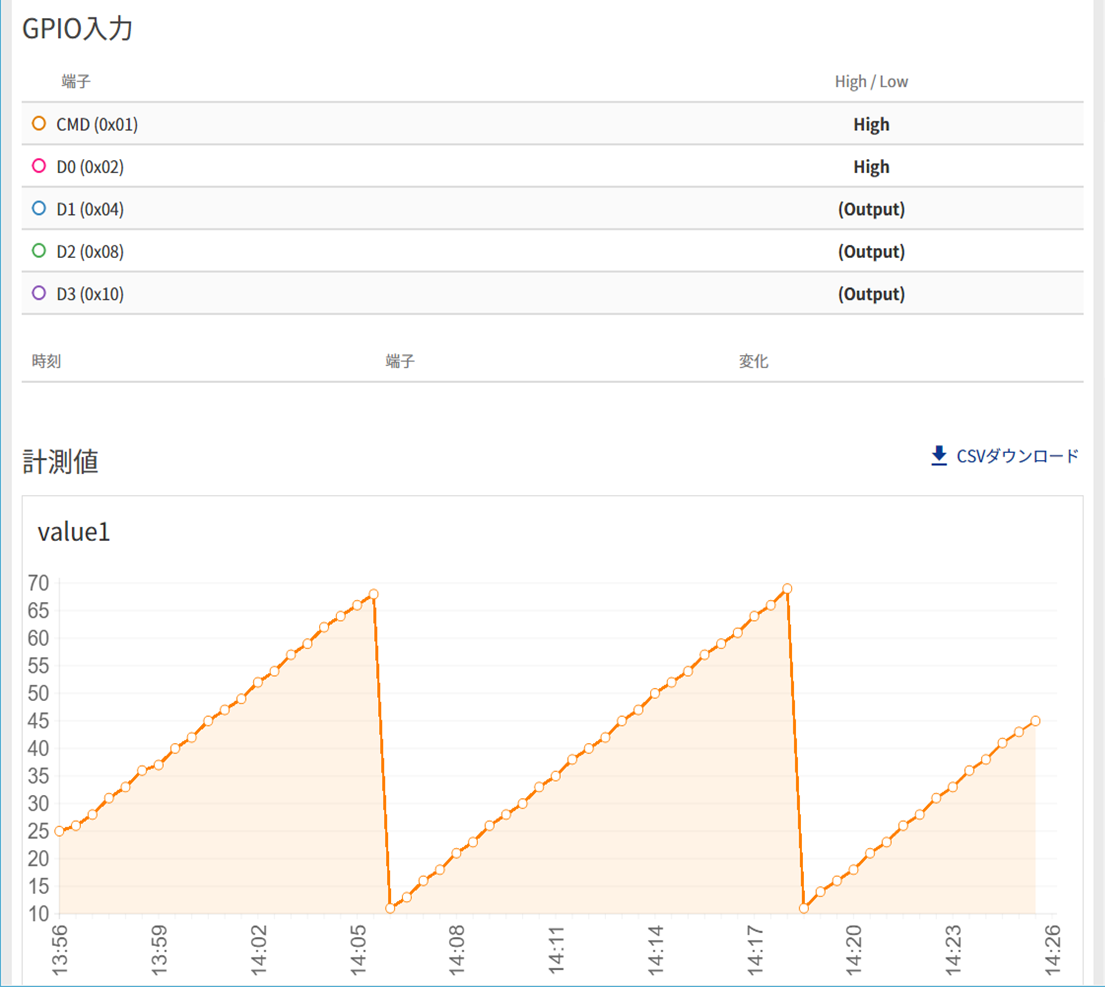 GPIO入力
端子 High / Low
CMD (0x01) High
D0 (0x02) High
D1 (0x04) (Output)
D2 (0x08) (Output)
D3 (0x10) (Output)
時刻 端子 変化
計測値 CSVダウンロード
value1
70
65
60
55
50
45
40
35
30
25
20
15
10
13:56 13:59 14:02 14:05 14:08 14:11 14:14 14:17 14:20 14:23 14:26